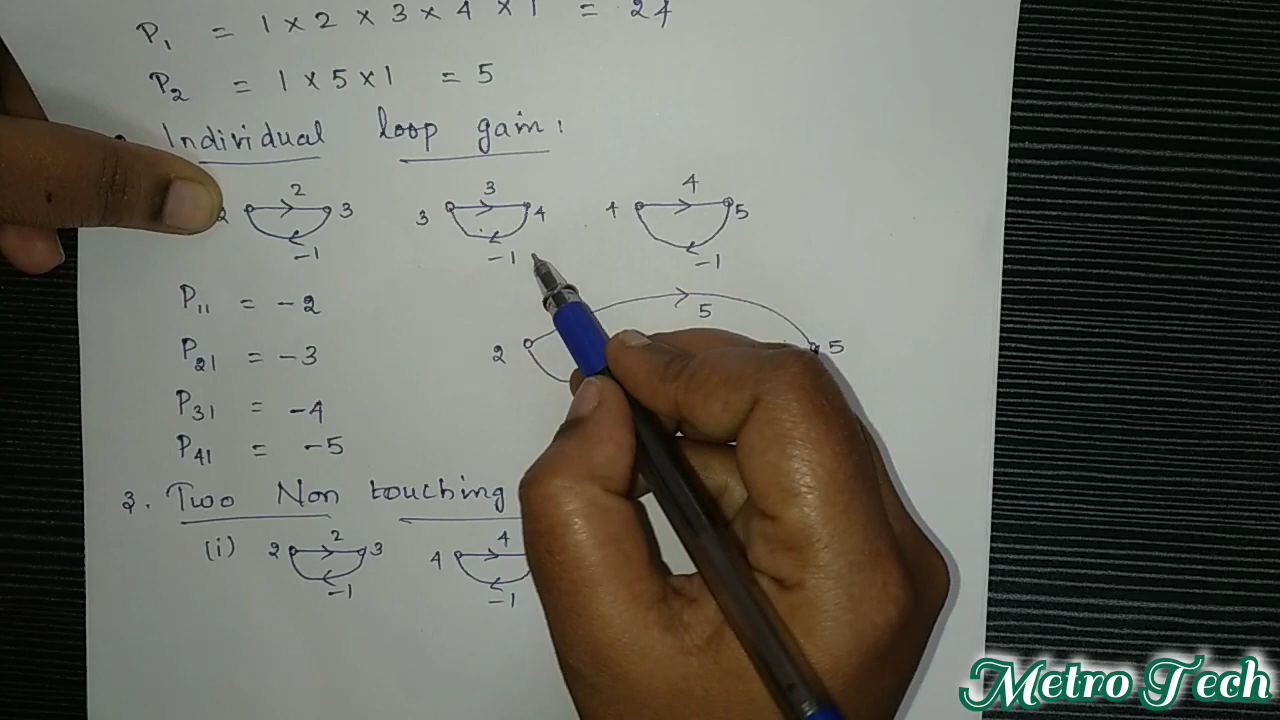 P₁ = 1 × 2 × 3 × 4 × 1 = 24
P₂ = 1 × 5 × 1 = 5
Individual loop gain:
2 2 3 -1
3 3 4 -1
4 4 5 -1
P₁₁ = -2
2 5 5
P₂₁ = -3
P₃₁ = -4
P₄₁ = -5
3. Two Non touching
(i) 2 2 3 -1
4 4 -1
Metro Tech